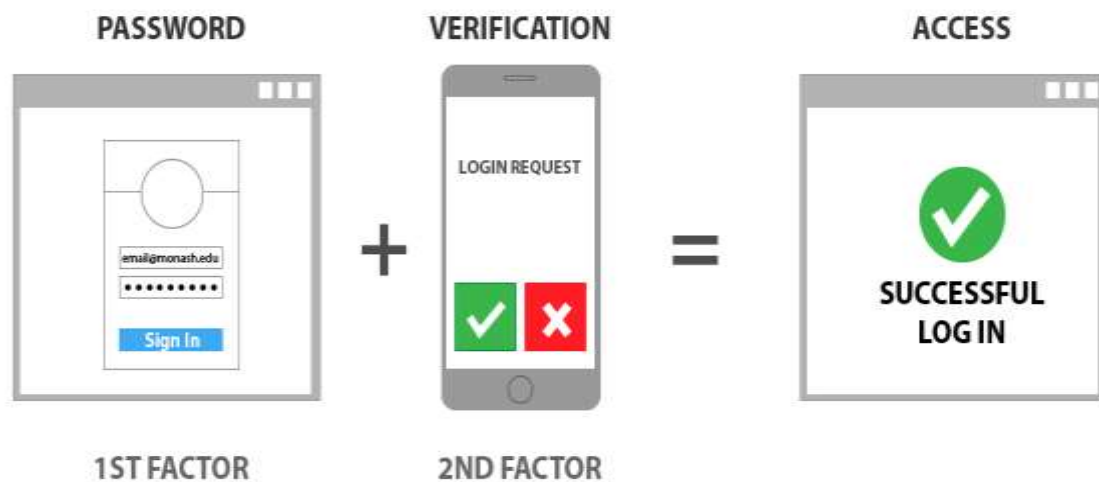 PASSWORD
VERIFICATION
ACCESS
email@monash.edu
Sign In
LOGIN REQUEST
SUCCESSFUL
LOG IN
1ST FACTOR
2ND FACTOR